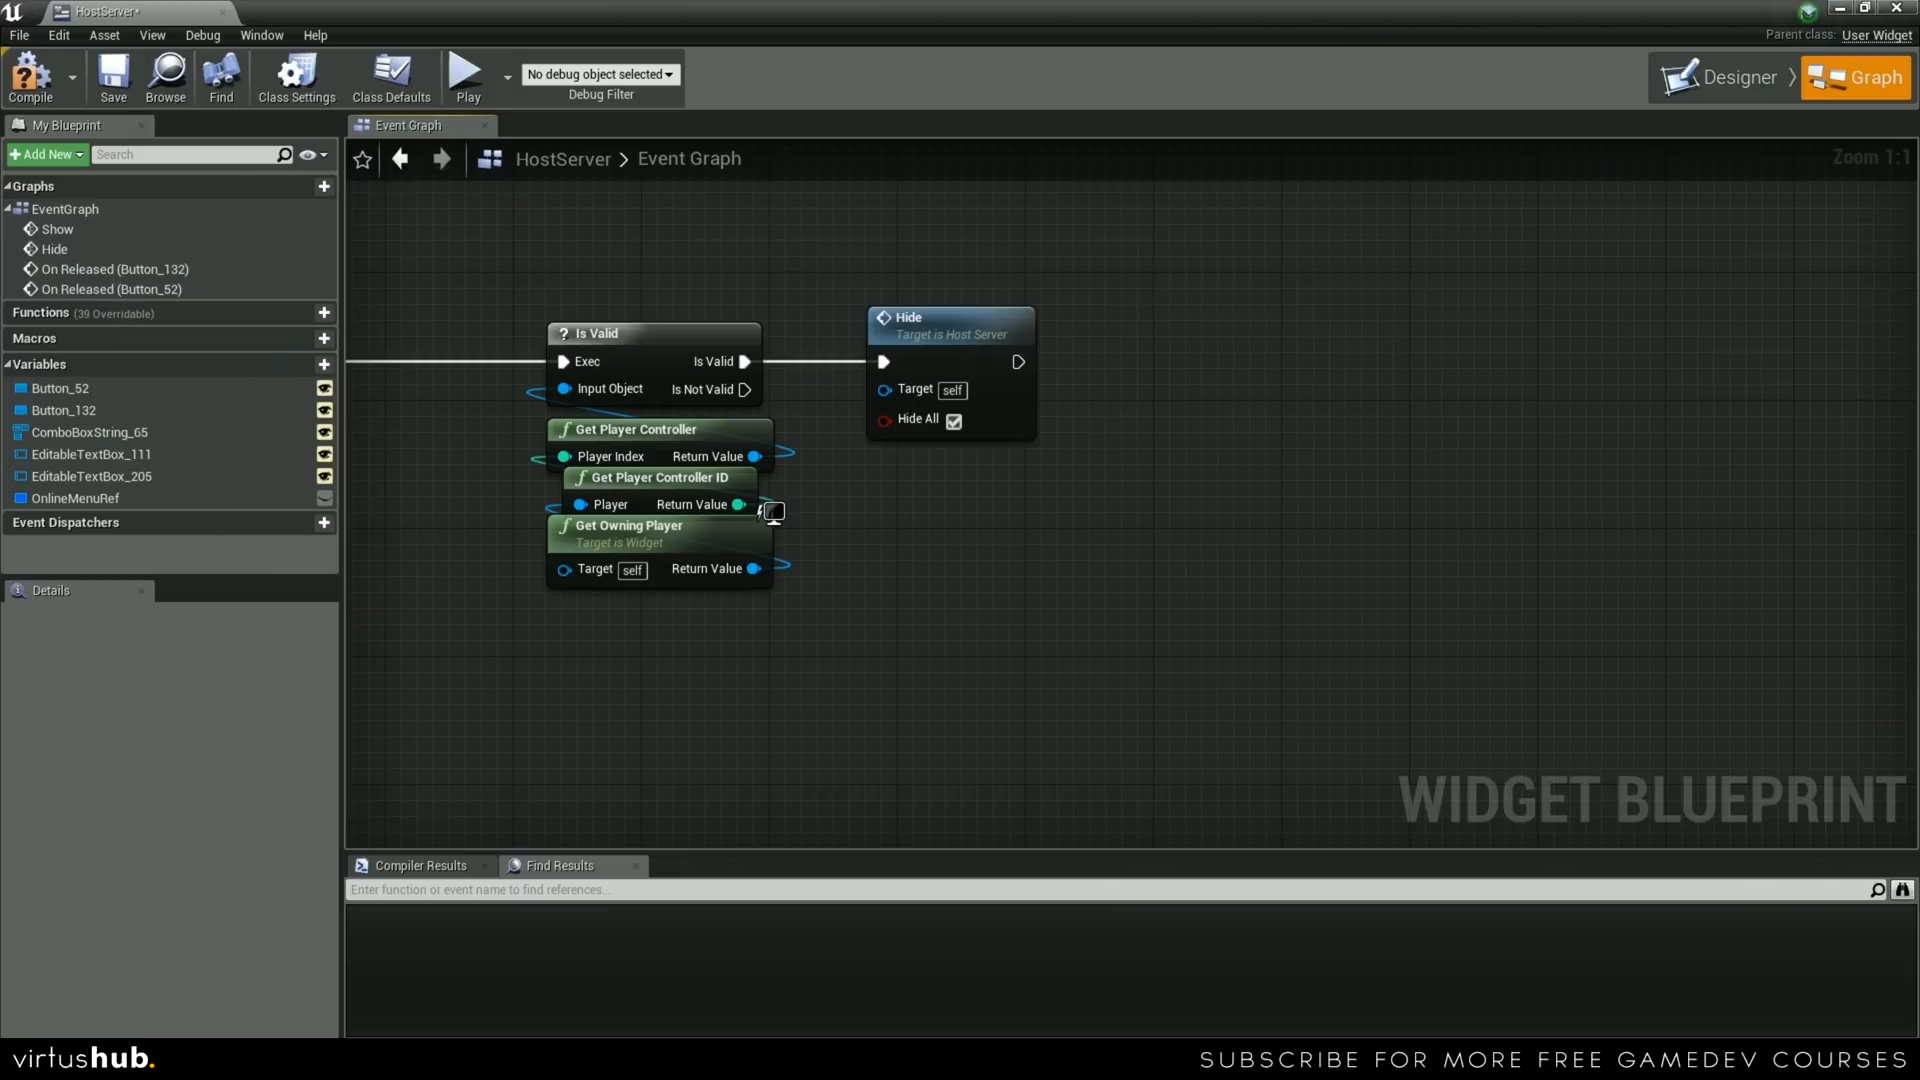 HostServer*
File Edit Asset View Debug Window Help
Parent class: User Widget
Compile Save Browse Find Class Settings Class Defaults Play
No debug object selected
Debug Filter
Designer Graph
My Blueprint
Event Graph
Add New Search
HostServer > Event Graph
Zoom 1:1
Graphs
EventGraph
Show
Hide
On Released (Button_132)
On Released (Button_52)
Functions (39 Overridable)
Macros
Variables
Button_52
Button_132
ComboBoxString_65
EditableTextBox_111
EditableTextBox_205
OnlineMenuRef
Event Dispatchers
Details
? Is Valid
Exec Is Valid
Input Object Is Not Valid
f Get Player Controller
Player Index Return Value
f Get Player Controller ID
Player Return Value
f Get Owning Player
Target is Widget
Target self Return Value
Hide
Target is Host Server
Target self
Hide All
WIDGET BLUEPRINT
Compiler Results Find Results
Enter function or event name to find references...
virtushub.
SUBSCRIBE FOR MORE FREE GAMEDEV COURSES